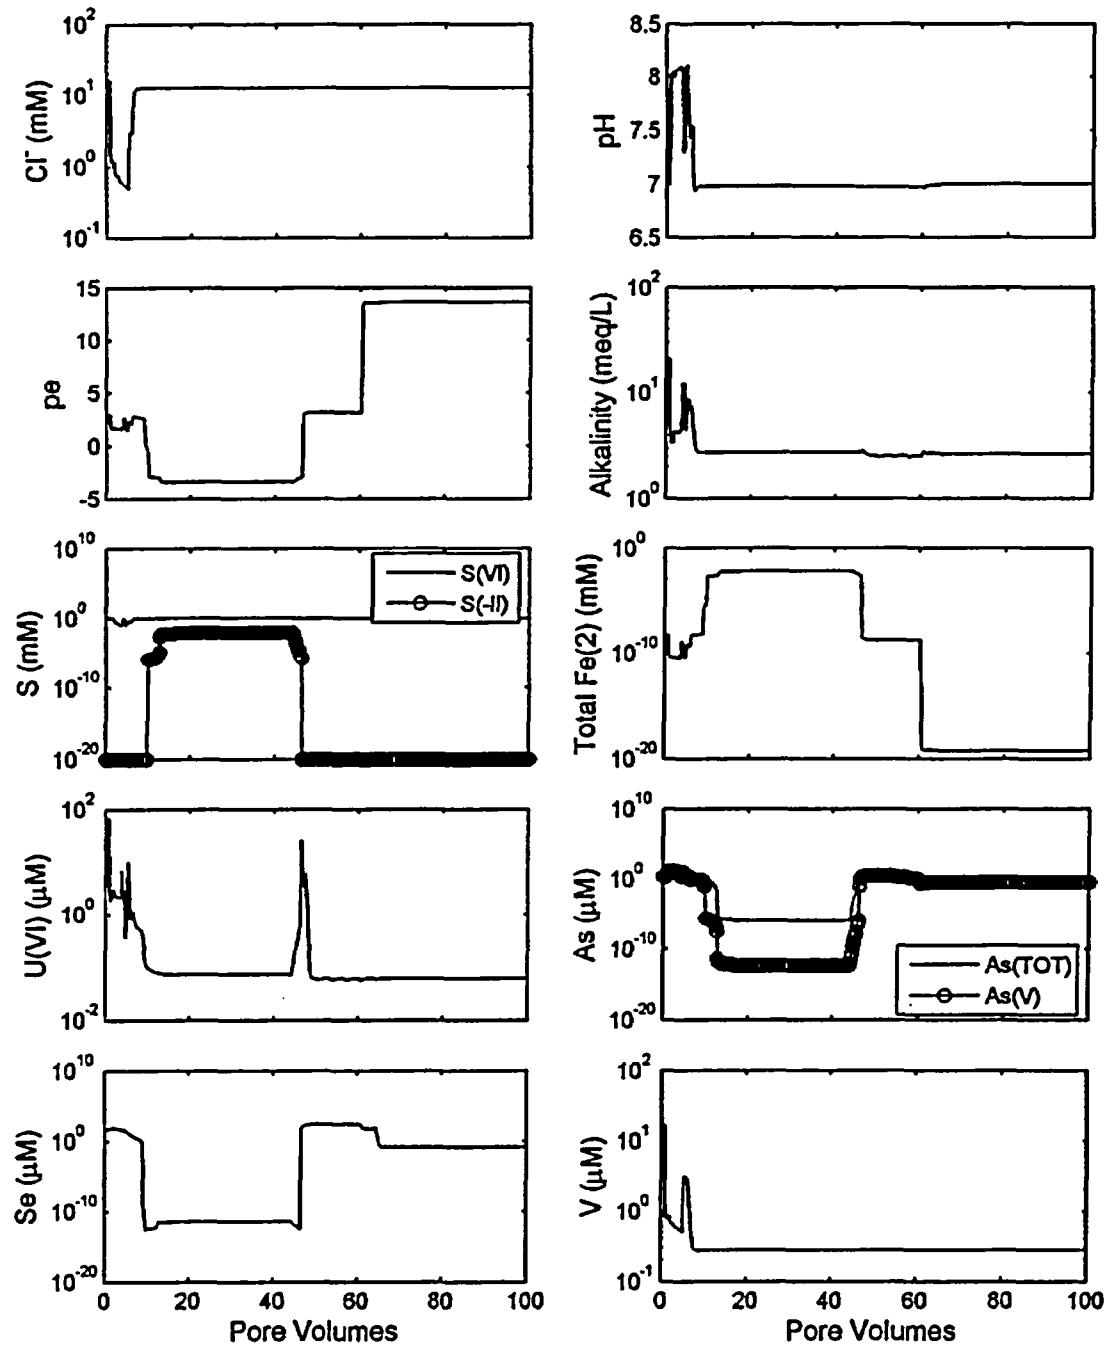 Cl⁻ (mM)
10² 10¹ 10⁰ 10⁻¹
pH
8.5 8 7.5 7 6.5
pe
15 10 5 0 -5
Alkalinity (meq/L)
10² 10¹ 10⁰
S (mM)
10¹⁰ 10⁰ 10⁻¹⁰ 10⁻²⁰
S(VI)
S(-II)
Total Fe(2) (mM)
10⁰ 10⁻¹⁰ 10⁻²⁰
U(VI) (μM)
10² 10⁰ 10⁻²
As (μM)
10¹⁰ 10⁰ 10⁻¹⁰ 10⁻²⁰
As(TOT)
As(V)
Se (μM)
10¹⁰ 10⁰ 10⁻¹⁰ 10⁻²⁰
0 20 40 60 80 100
Pore Volumes
V (μM)
10² 10¹ 10⁰ 10⁻¹
0 20 40 60 80 100
Pore Volumes